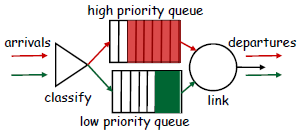 high priority queue
arrivals
departures
classify
link
low priority queue